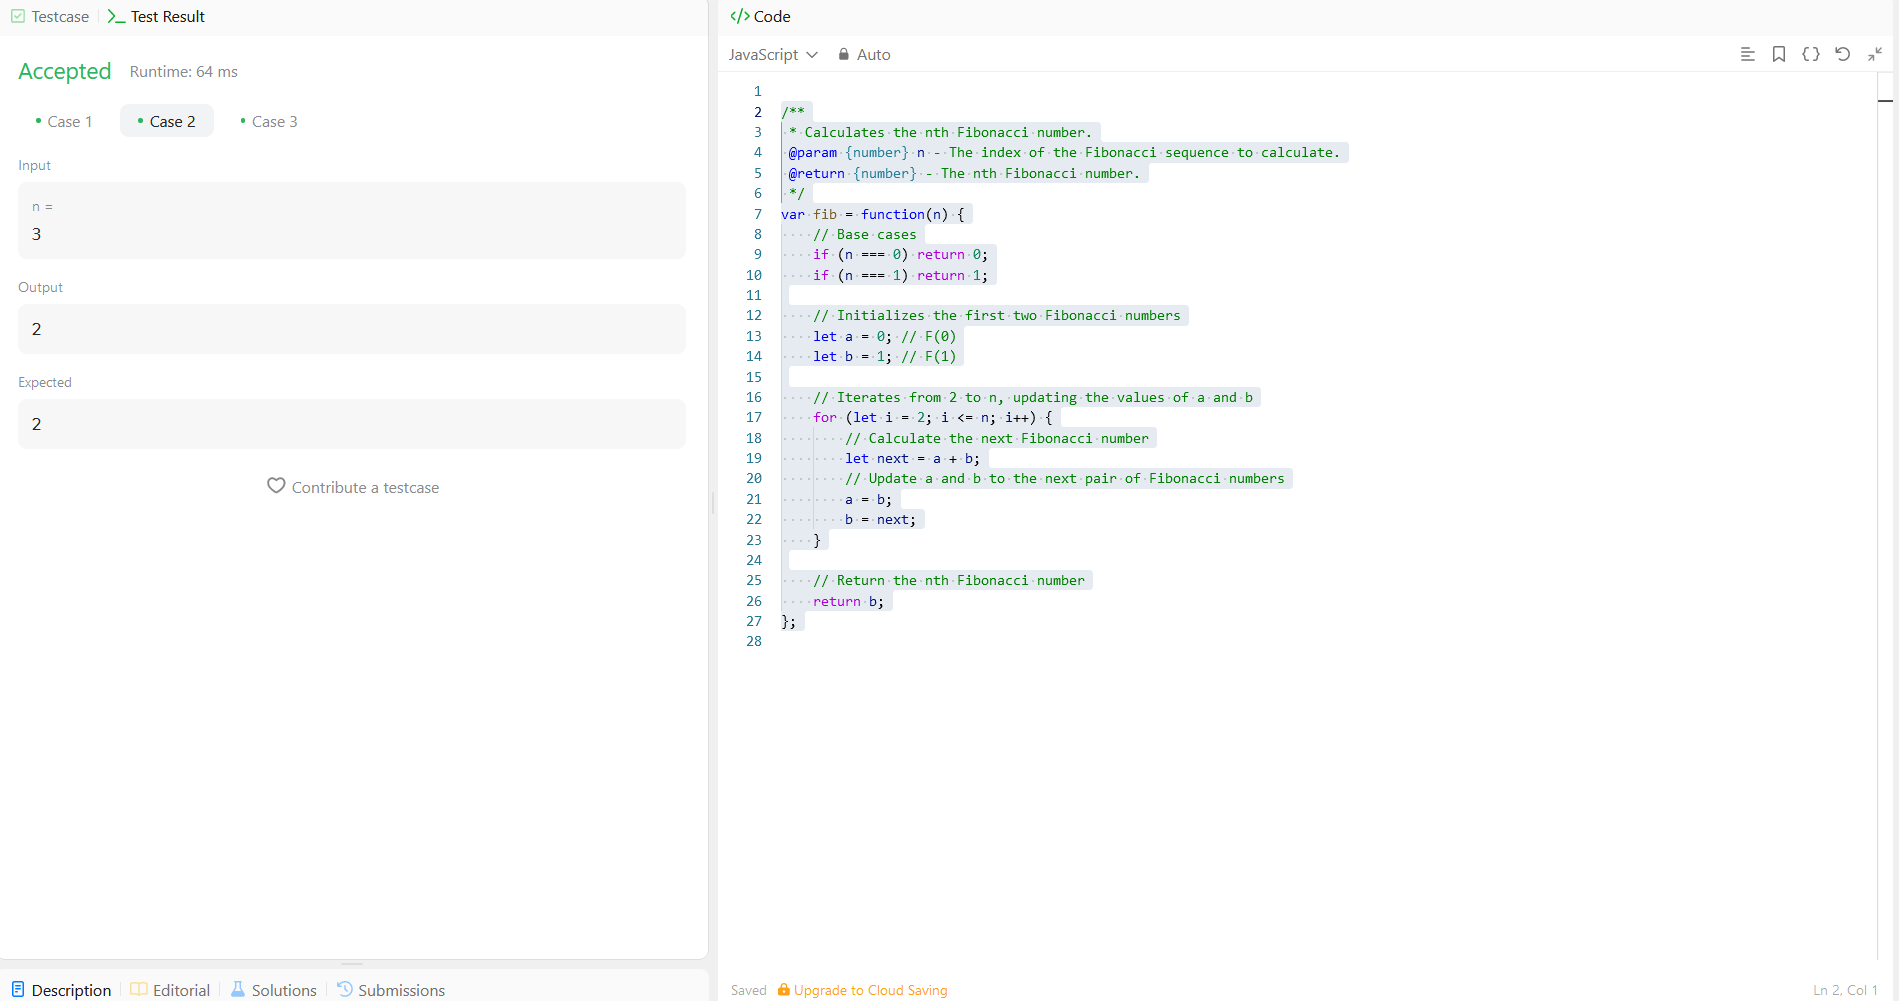 Testcase
Test Result
Accepted
Runtime: 64 ms
Case 1
Case 2
Case 3
Input
n =
3
Output
2
Expected
2
Contribute a testcase
Description
Editorial
Solutions
Submissions
</> Code
JavaScript
Auto
{}
1
2 /**
3  * Calculates the nth Fibonacci number.
4  @param {number} n - The index of the Fibonacci sequence to calculate.
5  @return {number} - The nth Fibonacci number.
6  */
7 var fib = function(n) {
8     // Base cases
9     if (n === 0) return 0;
10     if (n === 1) return 1;
11
12     // Initializes the first two Fibonacci numbers
13     let a = 0; // F(0)
14     let b = 1; // F(1)
15
16     // Iterates from 2 to n, updating the values of a and b
17     for (let i = 2; i <= n; i++) {
18         // Calculate the next Fibonacci number
19         let next = a + b;
20         // Update a and b to the next pair of Fibonacci numbers
21         a = b;
22         b = next;
23     }
24
25     // Return the nth Fibonacci number
26     return b;
27 };
28
Saved
Upgrade to Cloud Saving
Ln 2, Col 1